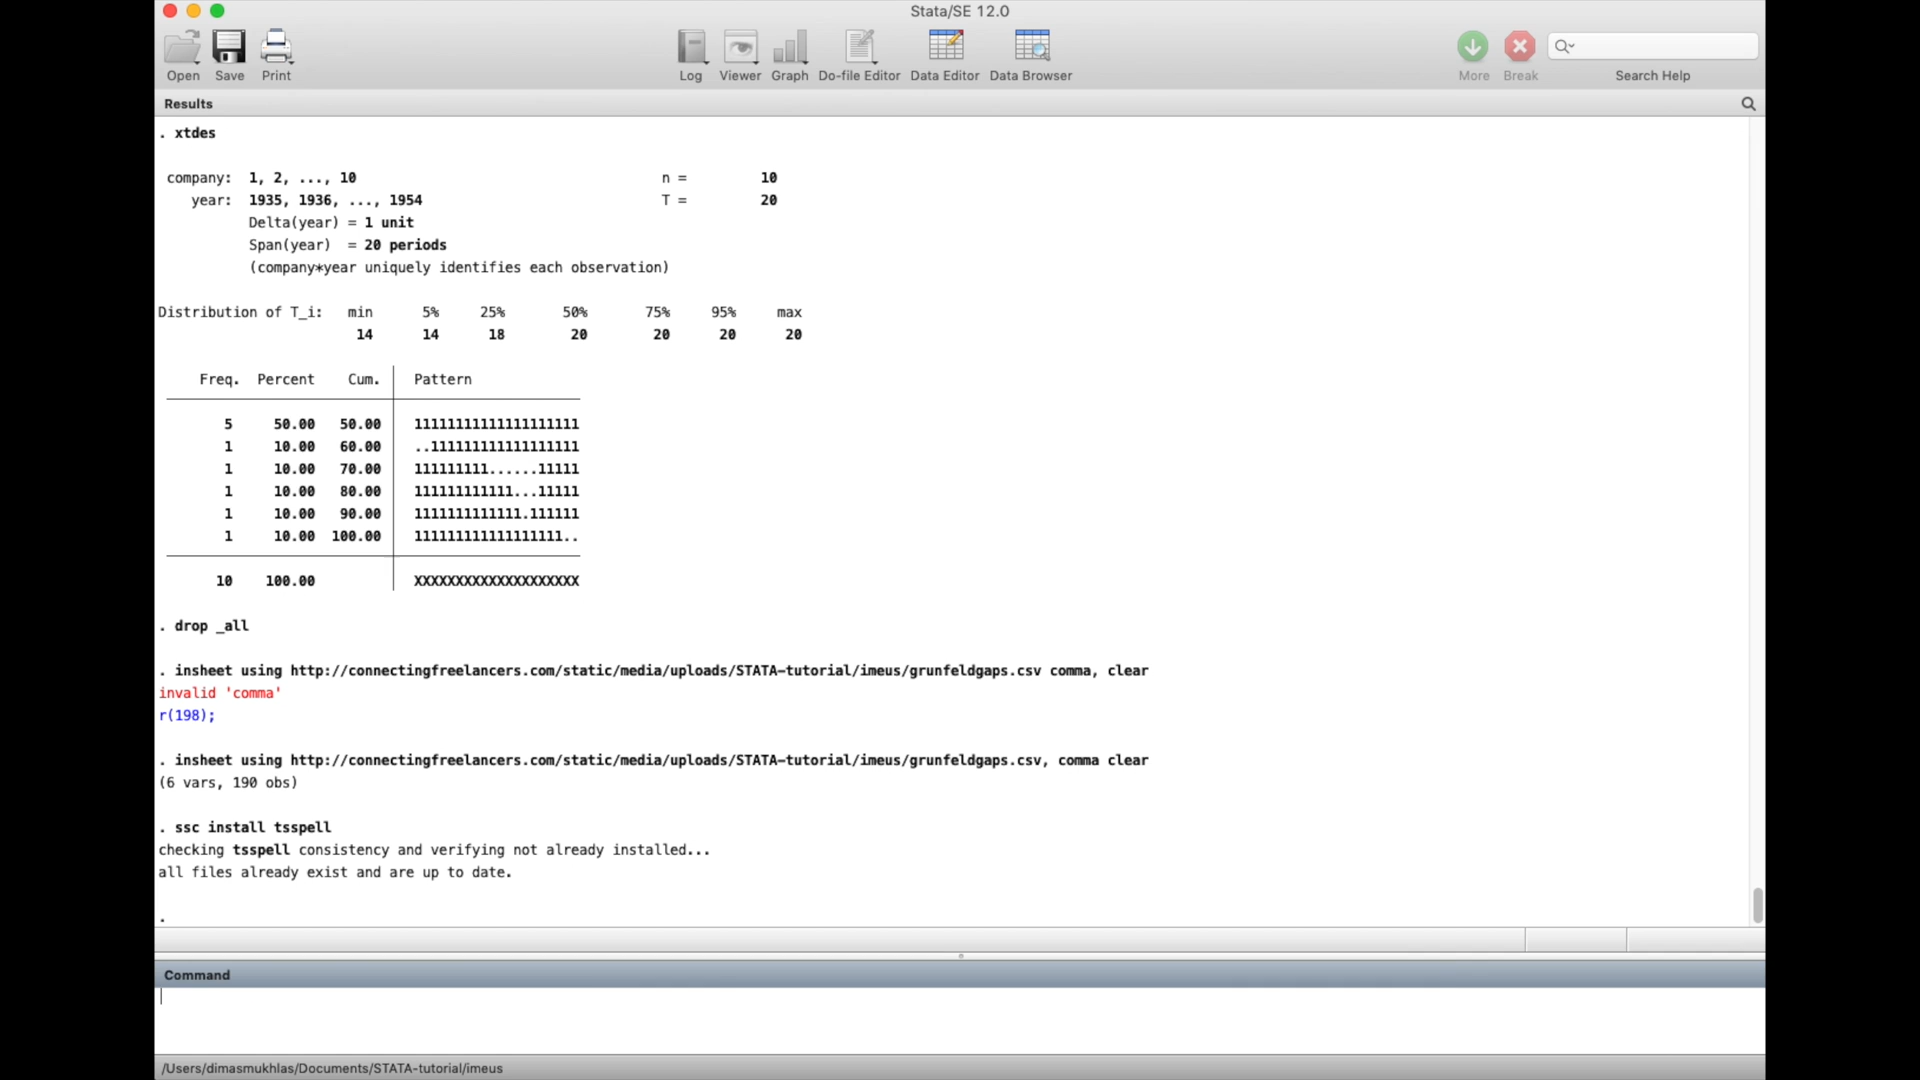 Stata/SE 12.0
Open Save Print Log Viewer Graph Do-file Editor Data Editor Data Browser More Break Search Help
Results
. xtdes
company: 1, 2, ..., 10 n = 10
year: 1935, 1936, ..., 1954 T = 20
Delta(year) = 1 unit
Span(year) = 20 periods
(company*year uniquely identifies each observation)
Distribution of T_i: min 5% 25% 50% 75% 95% max
14 14 18 20 20 20 20
Freq. Percent Cum. Pattern
5 50.00 50.00 11111111111111111111
1 10.00 60.00 ..111111111111111111
1 10.00 70.00 111111111......11111
1 10.00 80.00 111111111111...11111
1 10.00 90.00 1111111111111.111111
1 10.00 100.00 111111111111111111..
10 100.00 XXXXXXXXXXXXXXXXXXXX
. drop _all
. insheet using http://connectingfreelancers.com/static/media/uploads/STATA-tutorial/imeus/grunfeldgaps.csv comma, clear
invalid 'comma'
r(198);
. insheet using http://connectingfreelancers.com/static/media/uploads/STATA-tutorial/imeus/grunfeldgaps.csv, comma clear
(6 vars, 190 obs)
. ssc install tsspell
checking tsspell consistency and verifying not already installed...
all files already exist and are up to date.
.
Command
/Users/dimasmukhlas/Documents/STATA-tutorial/imeus